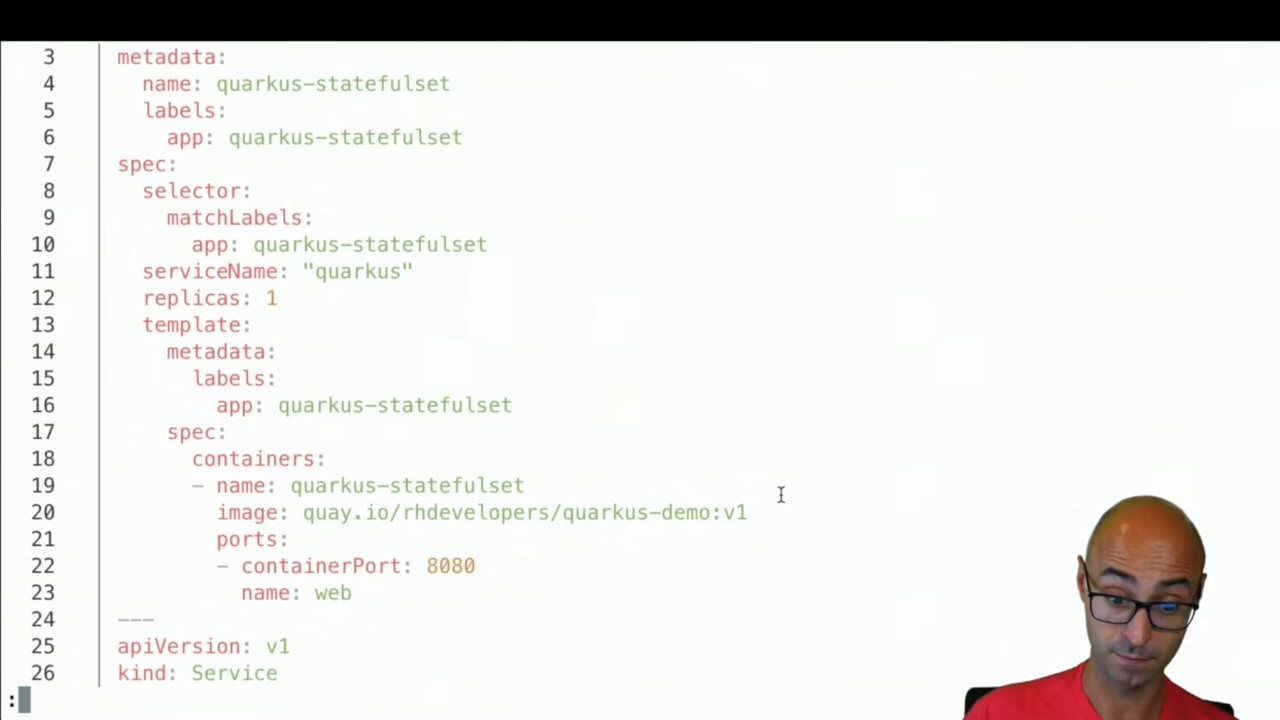 3 metadata:
4 name: quarkus-statefulset
5 labels:
6 app: quarkus-statefulset
7 spec:
8 selector:
9 matchLabels:
10 app: quarkus-statefulset
11 serviceName: "quarkus"
12 replicas: 1
13 template:
14 metadata:
15 labels:
16 app: quarkus-statefulset
17 spec:
18 containers:
19 - name: quarkus-statefulset
20 image: quay.io/rhdevelopers/quarkus-demo:v1
21 ports:
22 - containerPort: 8080
23 name: web
24 ---
25 apiVersion: v1
26 kind: Service
: